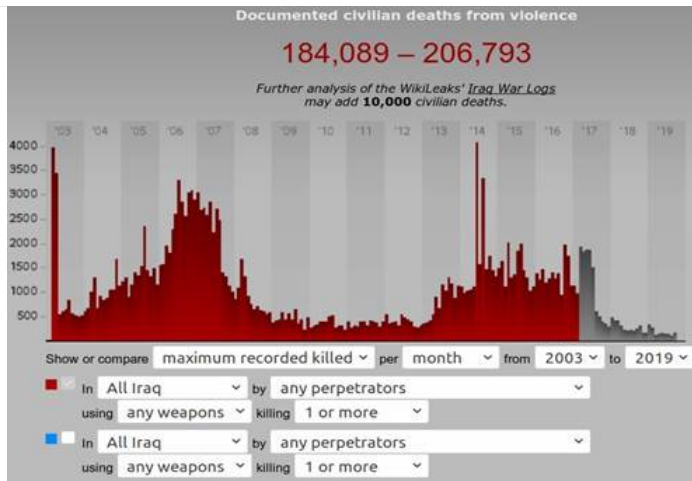 Documented civilian deaths from violence
184,089 – 206,793
Further analysis of the WikiLeaks' Iraq War Logs
may add 10,000 civilian deaths.
'03 '04 '05 '06 '07 '08 '09 '10 '11 '12 '13 '14 '15 '16 '17 '18 '19
4000
3500
3000
2500
2000
1500
1000
500
Show or compare maximum recorded killed per month from 2003 to 2019
In All Iraq by any perpetrators
using any weapons killing 1 or more
In All Iraq by any perpetrators
using any weapons killing 1 or more